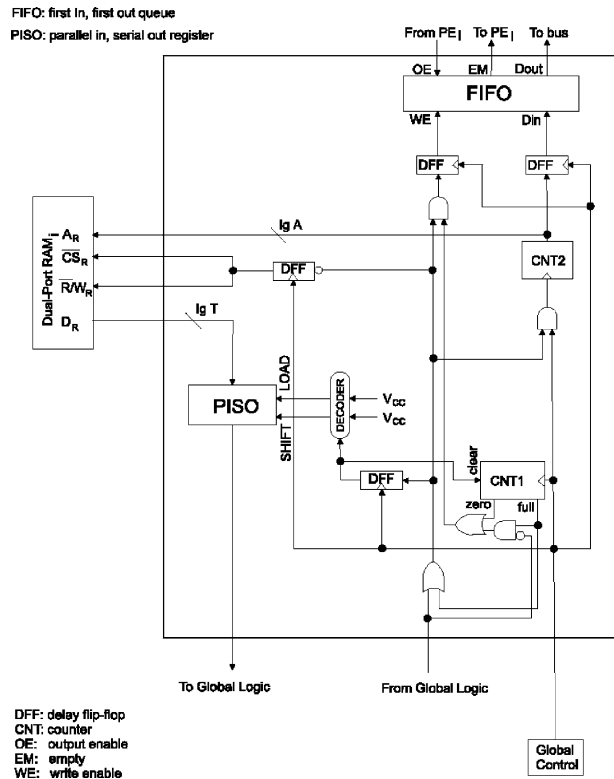 FIFO: first in, first out queue
PISO: parallel in, serial out register
From PE i
To PE i
To bus
OE
EM
Dout
FIFO
WE
Din
DFF
DFF
lg A
Dual-Port RAM i
A R
CS R
R/W R
D R
DFF
CNT2
lg T
LOAD
SHIFT
PISO
DECODER
V CC
V CC
DFF
clear
CNT1
zero
full
To Global Logic
From Global Logic
Global
Control
DFF: delay flip-flop
CNT: counter
OE: output enable
EM: empty
WE: write enable